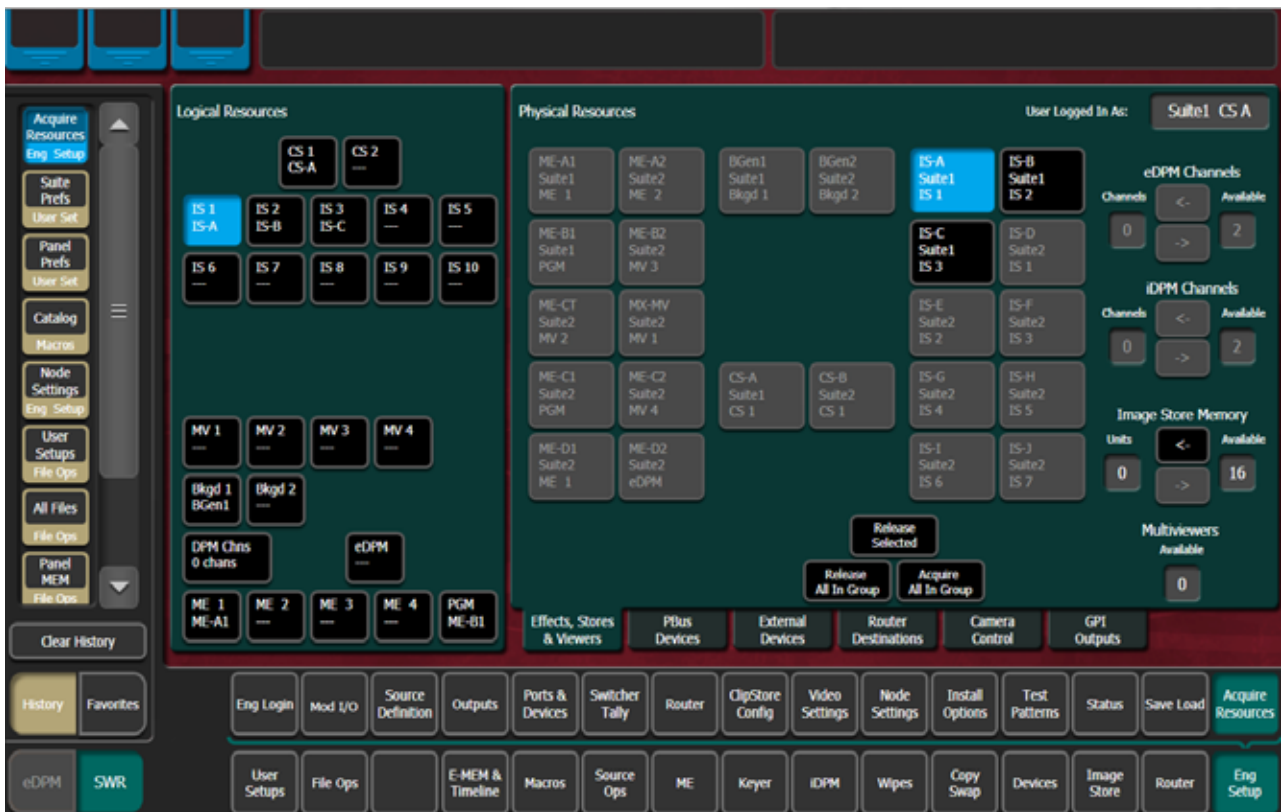 Acquire
Resources
Eng Setup
Suite
Prefs
User Set
Panel
Prefs
User Set
Catalog
Macros
Node
Settings
Eng Setup
User
Setups
File Ops
All Files
File Ops
Panel
MEM
File Ops
Clear History
History
Favorites
eDPM
SWR
Logical Resources
CS 1
CS-A
CS 2
---
IS 1
IS-A
IS 2
IS-B
IS 3
IS-C
IS 4
---
IS 5
---
IS 6
---
IS 7
---
IS 8
---
IS 9
---
IS 10
---
MV 1
---
MV 2
---
MV 3
---
MV 4
---
Bkgd 1
BGen1
Bkgd 2
---
DPM Chns
0 chans
eDPM
---
ME 1
ME-A1
ME 2
---
ME 3
---
ME 4
---
PGM
ME-B1
Physical Resources
User Logged In As:
Suite1 CS A
ME-A1
Suite1
ME 1
ME-A2
Suite2
ME 2
BGen1
Suite1
Bkgd 1
BGen2
Suite2
Bkgd 2
IS-A
Suite1
IS 1
IS-B
Suite1
IS 2
ME-B1
Suite1
PGM
ME-B2
Suite2
MV 3
IS-C
Suite1
IS 3
IS-D
Suite2
IS 1
ME-CT
Suite2
MV 2
MX-MV
Suite2
MV 1
IS-E
Suite2
IS 2
IS-F
Suite2
IS 3
ME-C1
Suite2
PGM
ME-C2
Suite2
MV 4
CS-A
Suite1
CS 1
CS-B
Suite2
CS 1
IS-G
Suite2
IS 4
IS-H
Suite2
IS 5
ME-D1
Suite2
ME 1
ME-D2
Suite2
eDPM
IS-I
Suite2
IS 6
IS-J
Suite2
IS 7
eDPM Channels
Channels
<-
Available
0
->
2
iDPM Channels
Channels
<-
Available
0
->
2
Image Store Memory
Units
<-
Available
0
->
16
Multiviewers
Available
0
Release
Selected
Release
All In Group
Acquire
All In Group
Effects, Stores
& Viewers
PBus
Devices
External
Devices
Router
Destinations
Camera
Control
GPI
Outputs
Eng Login
Mod I/O
Source
Definition
Outputs
Ports &
Devices
Switcher
Tally
Router
ClipStore
Config
Video
Settings
Node
Settings
Install
Options
Test
Patterns
Status
Save Load
Acquire
Resources
User
Setups
File Ops
E-MEM &
Timeline
Macros
Source
Ops
ME
Keyer
iDPM
Wipes
Copy
Swap
Devices
Image
Store
Router
Eng
Setup